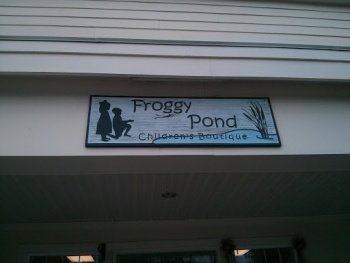 Froggy
Pond
Children's Boutique